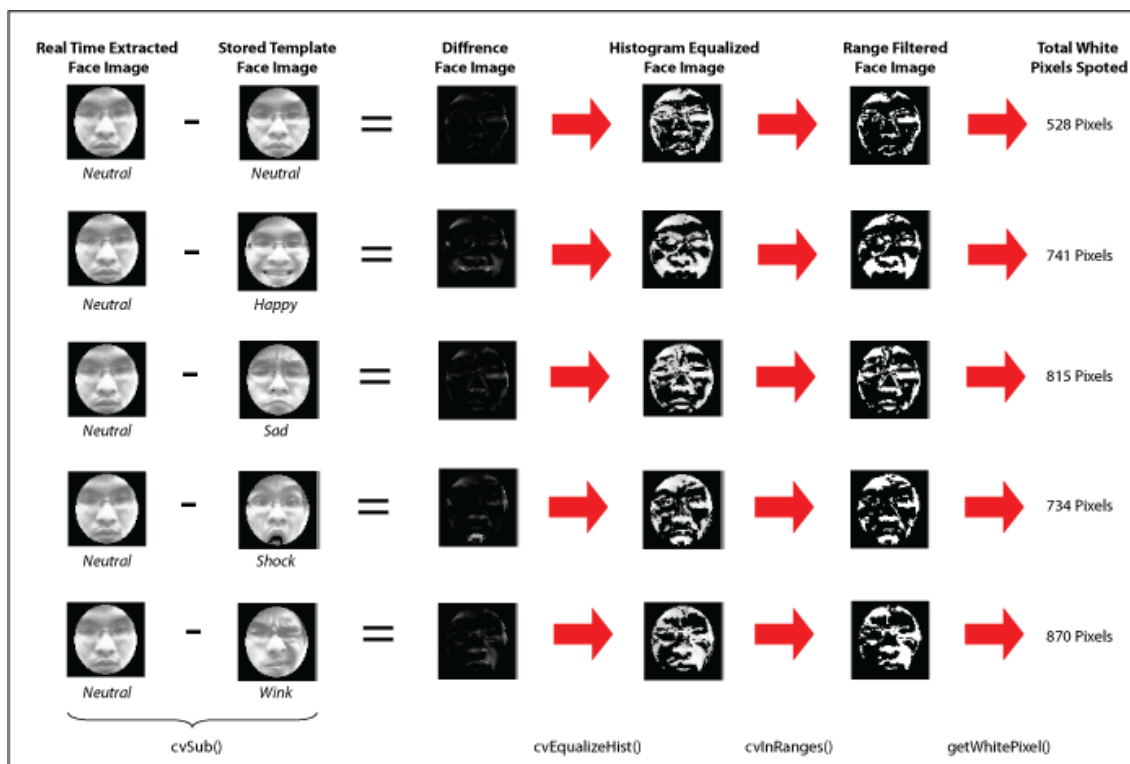 Real Time Extracted
Face Image
Stored Template
Face Image
Diffrence
Face Image
Histogram Equalized
Face Image
Range Filtered
Face Image
Total White
Pixels Spoted
-
=
528 Pixels
Neutral
Neutral
-
=
741 Pixels
Neutral
Happy
-
=
815 Pixels
Neutral
Sad
-
=
734 Pixels
Neutral
Shock
-
=
870 Pixels
Neutral
Wink
cvSub()
cvEqualizeHist()
cvInRanges()
getWhitePixel()